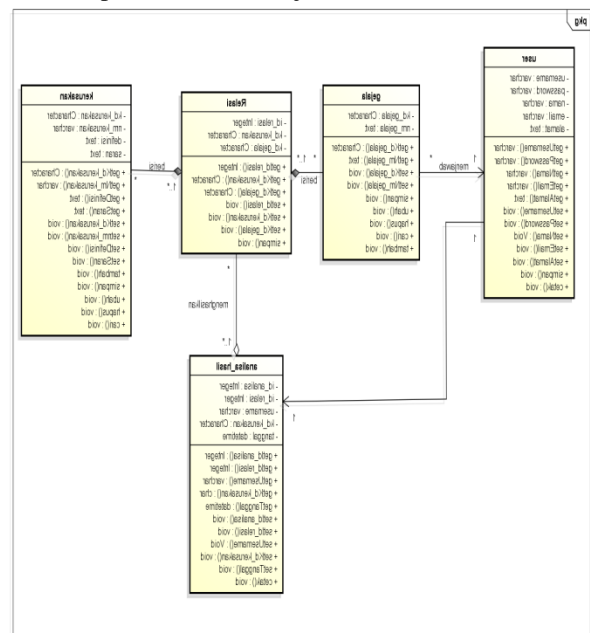 pkg
user
- username : varchar
- password : varchar
- nama : varchar
- email : varchar
- alamat : text
+ getUsername() : varchar
+ getPassword() : varchar
+ getNama() : varchar
+ getEmail() : varchar
+ getAlamat() : text
+ setUsername() : void
+ setPassword() : void
+ setNama() : Void
+ setEmail() : void
+ setAlamat() : void
+ simpan() : void
+ cetak() : void
1
1
menjawab
*
gejala
- kd_gejala : Character
- nm_gejala : text
+ getKd_gejala() : Character
+ getNm_gejala() : text
+ setKd_gejala() : void
+ setNm_gejala() : void
+ simpan() : void
+ ubah() : void
+ hapus() : void
+ cari() : void
+ tambah() : void
*
berisi
1..*
Relasi
- id_relasi : Integer
- kd_kerusakan : Character
- kd_gejala : Character
+ getId_relasi() : Integer
+ getKd_kerusakan() : Character
+ getKd_gejala() : Character
+ setId_relasi() : void
+ setKd_kerusakan() : void
+ setKd_gejala() : void
+ simpan() : void
1..*
berisi
*
kerusakan
- kd_kerusakan : Character
- nm_kerusakan : varchar
- definisi : text
- saran : text
+ getKd_kerusakan() : Character
+ getNm_kerusakan() : varchar
+ getDefinisi() : text
+ getSaran() : text
+ setKd_kerusakan() : void
+ setNm_kerusakan() : void
+ setDefinisi() : void
+ setSaran() : void
+ tambah() : void
+ simpan() : void
+ ubah() : void
+ hapus() : void
+ cari() : void
*
menghasilkan
1..*
1
analisa_hasil
- id_analisa : Integer
- id_relasi : Integer
- username : varchar
- kd_kerusakan : Character
- tanggal : datetime
+ getId_analisa() : Integer
+ getId_relasi() : Integer
+ getUsername() : varchar
+ getKd_kerusakan() : char
+ getTanggal() : datetime
+ setId_analisa() : void
+ setId_relasi() : void
+ setUsername() : Void
+ setKd_kerusakan() : void
+ setTanggal() : void
+ cetak() : void